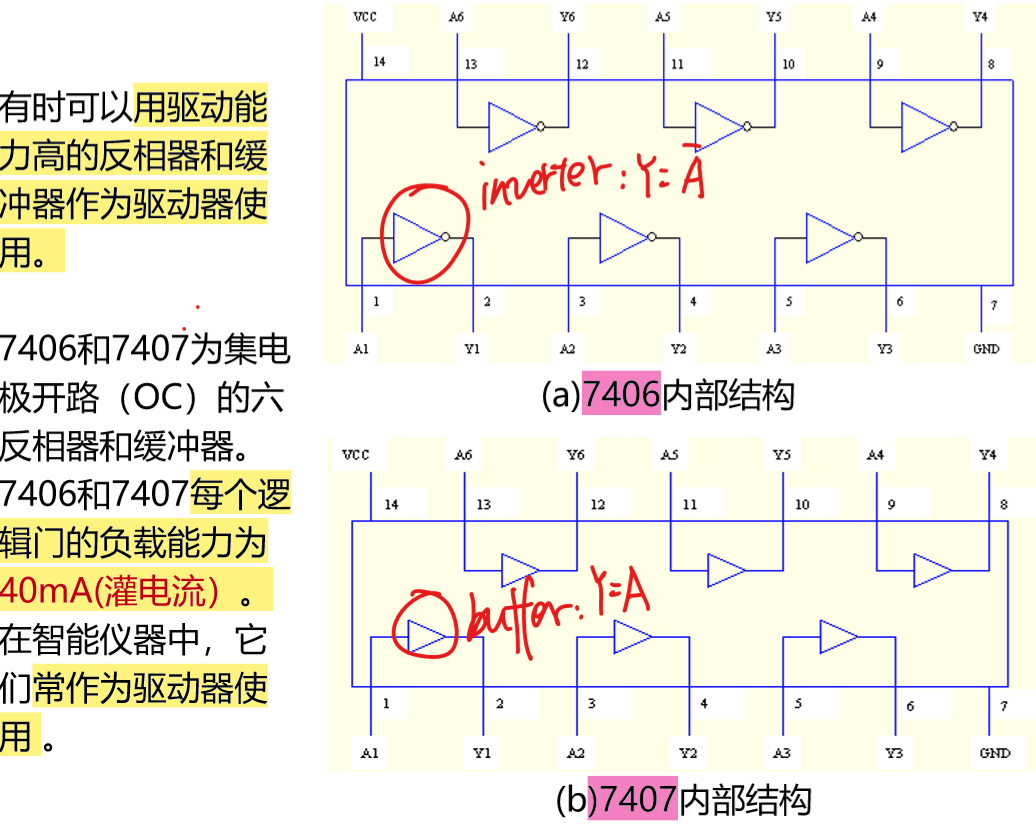 有时可以用驱动能
力高的反相器和缓
冲器作为驱动器使
用。
7406和7407为集电
极开路（OC）的六
反相器和缓冲器。
7406和7407每个逻
辑门的负载能力为
40mA(灌电流）。
在智能仪器中，它
们常作为驱动器使
用 。
VCC A6 Y6 A5 Y5 A4 Y4
14 13 12 11 10 9 8
inverter: Y=Ā
1 2 3 4 5 6 7
A1 Y1 A2 Y2 A3 Y3 GND
(a)7406内部结构
VCC A6 Y6 A5 Y5 A4 Y4
14 13 12 11 10 9 8
buffer: Y=A
1 2 3 4 5 6 7
A1 Y1 A2 Y2 A3 Y3 GND
(b)7407内部结构